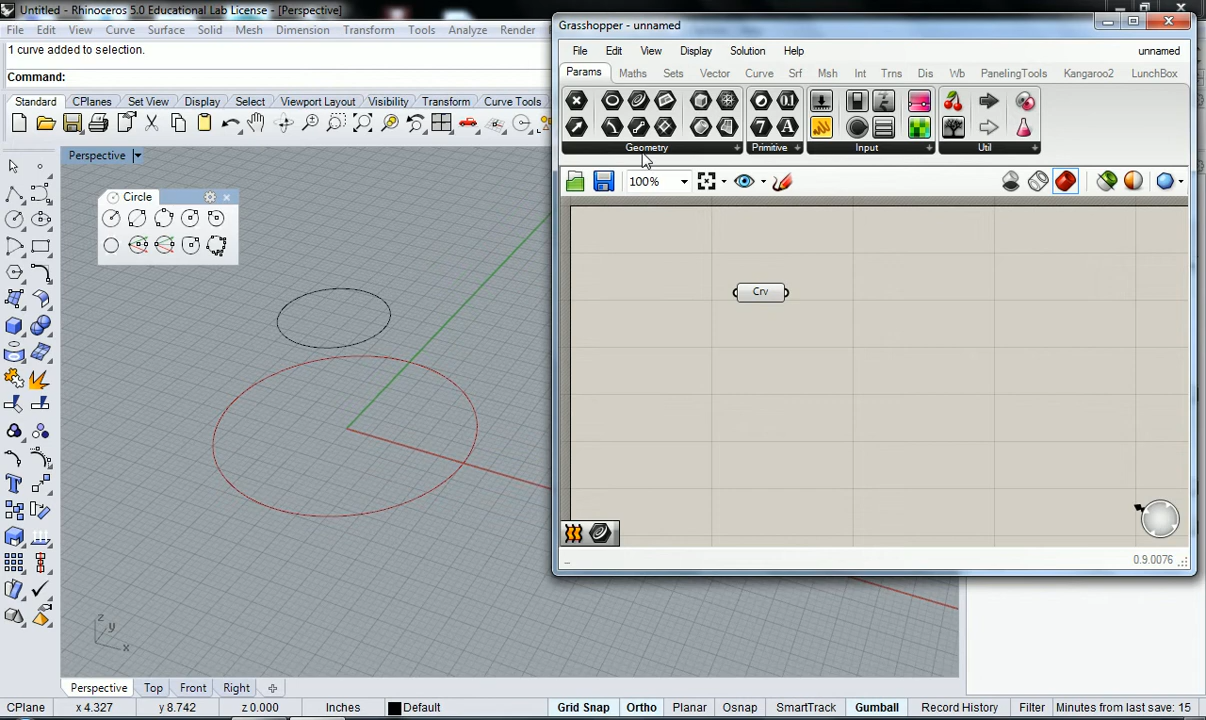 Untitled - Rhinoceros 5.0 Educational Lab License - [Perspective]
File Edit View Curve Surface Solid Mesh Dimension Transform Tools Analyze Render
1 curve added to selection.
Command:
Standard CPlanes Set View Display Select Viewport Layout Visibility Transform Curve Tools
Perspective
Circle
z
y
x
Grasshopper - unnamed
File Edit View Display Solution Help unnamed
Params Maths Sets Vector Curve Srf Msh Int Trns Dis Wb PanelingTools Kangaroo2 LunchBox
Geometry Primitive Input Util
100%
Crv
0.9.0076
Perspective Top Front Right
CPlane x 4.327 y 8.742 z 0.000 Inches Default Grid Snap Ortho Planar Osnap SmartTrack Gumball Record History Filter Minutes from last save: 15